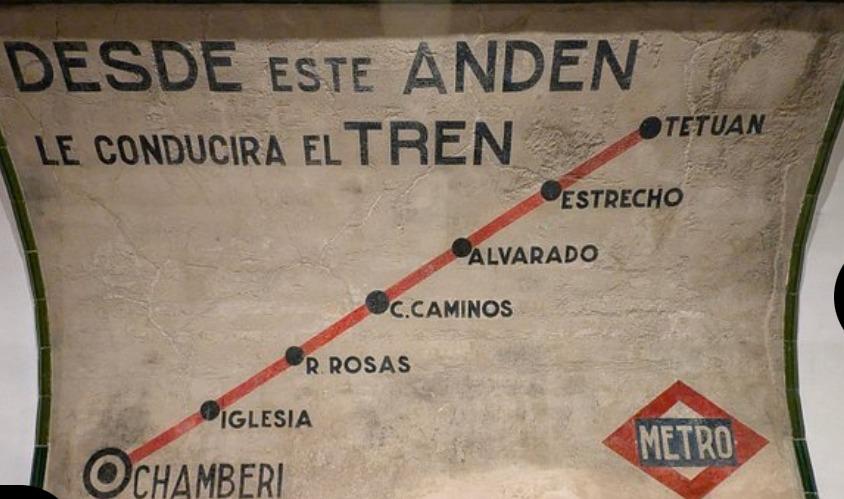 DESDE ESTE ANDEN
LE CONDUCIRA EL TREN
TETUAN
ESTRECHO
ALVARADO
C.CAMINOS
R.ROSAS
IGLESIA
METRO
CHAMBERI